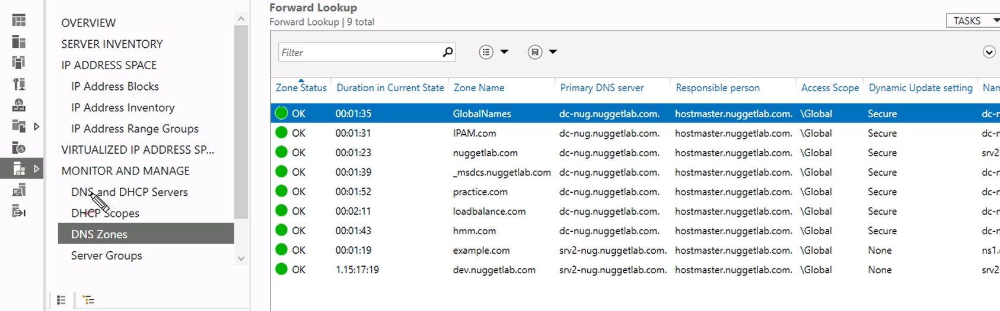 OVERVIEW
SERVER INVENTORY
IP ADDRESS SPACE
IP Address Blocks
IP Address Inventory
IP Address Range Groups
VIRTUALIZED IP ADDRESS SP...
MONITOR AND MANAGE
DNS and DHCP Servers
DHCP Scopes
DNS Zones
Server Groups
Forward Lookup
Forward Lookup | 9 total
TASKS
Filter
Zone Status Duration in Current State Zone Name Primary DNS server Responsible person Access Scope Dynamic Update setting Nam
OK 00:01:35 GlobalNames dc-nug.nuggetlab.com. hostmaster.nuggetlab.com. \Global Secure dc-n
OK 00:01:31 IPAM.com dc-nug.nuggetlab.com. hostmaster.nuggetlab.com. \Global Secure dc-n
OK 00:01:23 nuggetlab.com dc-nug.nuggetlab.com. hostmaster.nuggetlab.com. \Global Secure srv2
OK 00:01:39 _msdcs.nuggetlab.com dc-nug.nuggetlab.com. hostmaster.nuggetlab.com. \Global Secure dc-n
OK 00:01:52 practice.com dc-nug.nuggetlab.com. hostmaster.nuggetlab.com. \Global Secure dc-n
OK 00:02:11 loadbalance.com dc-nug.nuggetlab.com. hostmaster.nuggetlab.com. \Global Secure dc-n
OK 00:01:43 hmm.com dc-nug.nuggetlab.com. hostmaster.nuggetlab.com. \Global Secure dc-n
OK 00:01:19 example.com srv2-nug.nuggetlab.com. hostmaster.nuggetlab.com. \Global None ns1.
OK 1.15:17:19 dev.nuggetlab.com srv2-nug.nuggetlab.com. hostmaster.nuggetlab.com. \Global None srv2